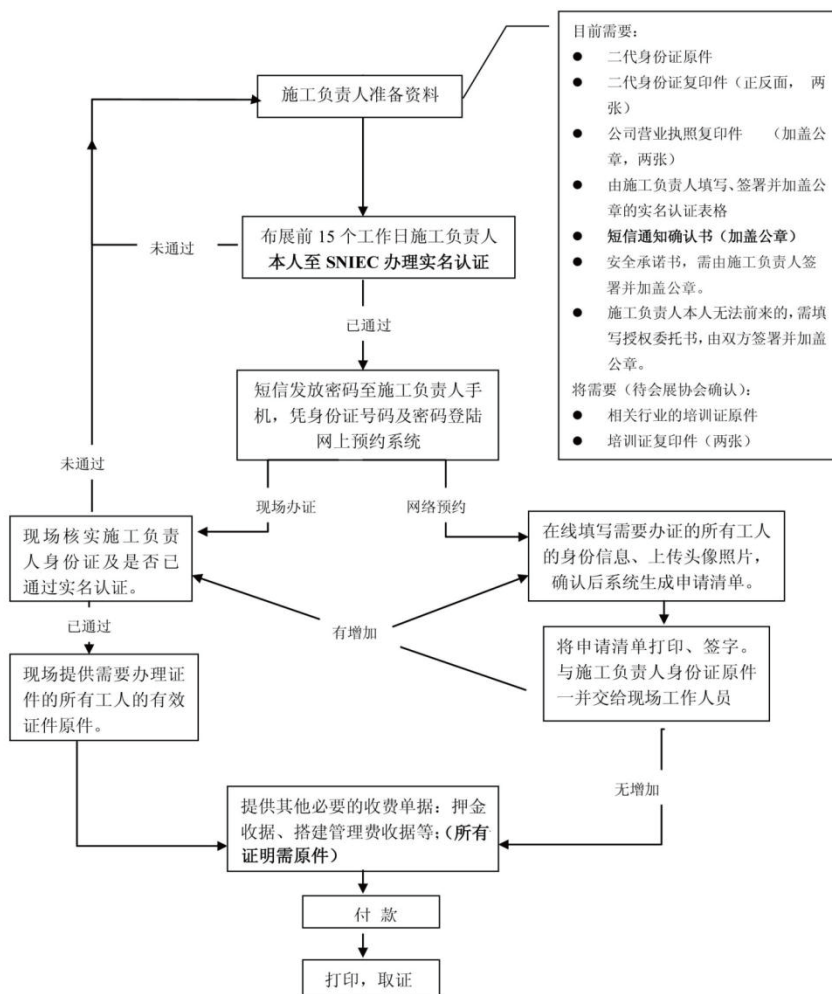 目前需要:
● 二代身份证原件
● 二代身份证复印件（正反面， 两
张）
● 公司营业执照复印件 （加盖公
章, 两张）
● 由施工负责人填写、签署并加盖公
章的实名认证表格
● 短信通知确认书（加盖公章）
● 安全承诺书，需由施工负责人签
署并加盖公章。
● 施工负责人本人无法前来的, 需填
写授权委托书, 由双方签署并加盖
公章。
将需要（待会展协会确认）:
● 相关行业的培训证原件
● 培训证复印件（两张）
施工负责人准备资料
未通过
布展前 15 个工作日施工负责人
本人至 SNIEC 办理实名认证
已通过
短信发放密码至施工负责人手
机，凭身份证号码及密码登陆
网上预约系统
未通过
现场办证
网络预约
现场核实施工负责
人身份证及是否已
通过实名认证。
在线填写需要办证的所有工人
的身份信息、上传头像照片，
确认后系统生成申请清单。
已通过
有增加
现场提供需要办理证
件的所有工人的有效
证件原件。
将申请清单打印、签字。
与施工负责人身份证原件
一并交给现场工作人员
无增加
提供其他必要的收费单据：押金
收据、搭建管理费收据等;（所有
证明需原件）
付 款
打印，取证